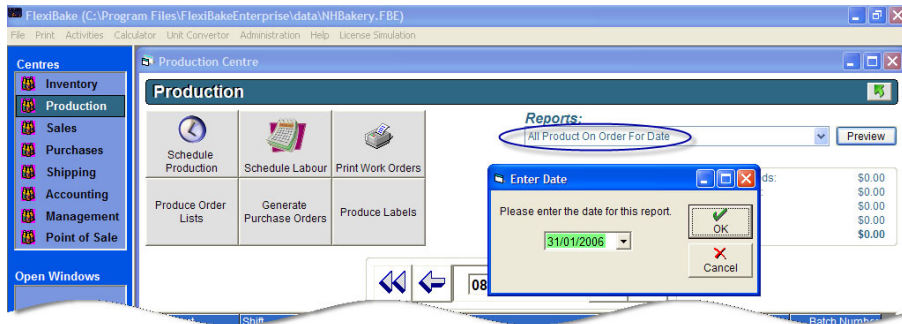 FlexiBake (C:\Program Files\FlexiBakeEnterprise\data\NHBakery.FBE)
File Print Activities Calculator Unit Convertor Administration Help License Simulation
Centres
Inventory
Production
Sales
Purchases
Shipping
Accounting
Management
Point of Sale
Open Windows
Production Centre
Production
Schedule
Production
Schedule Labour
Print Work Orders
Produce Order
Lists
Generate
Purchase Orders
Produce Labels
Reports:
All Product On Order For Date
Preview
Enter Date
Please enter the date for this report.
31/01/2006
OK
Cancel
ds:
$0.00
$0.00
$0.00
$0.00
$0.00
08
Shift
Batch Number